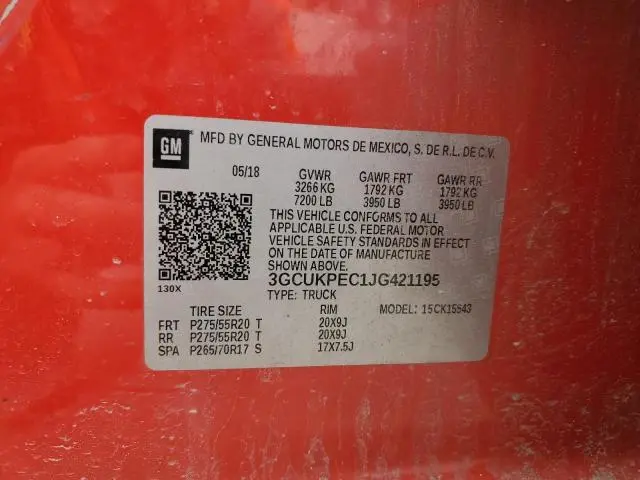 GM
MFD BY GENERAL MOTORS DE MEXICO, S. DE R.L. DE C.V.
05/18 GVWR GAWR FRT GAWR RR
3266 KG 1792 KG 1792 KG
7200 LB 3950 LB 3950 LB
THIS VEHICLE CONFORMS TO ALL
APPLICABLE U.S. FEDERAL MOTOR
VEHICLE SAFETY STANDARDS IN EFFECT
ON THE DATE OF MANUFACTURE
SHOWN ABOVE.
130X 3GCUKPEC1JG421195
TYPE: TRUCK
TIRE SIZE RIM MODEL: 15CK15543
FRT P275/55R20 T 20X9J
RR P275/55R20 T 20X9J
SPA P265/70R17 S 17X7.5J